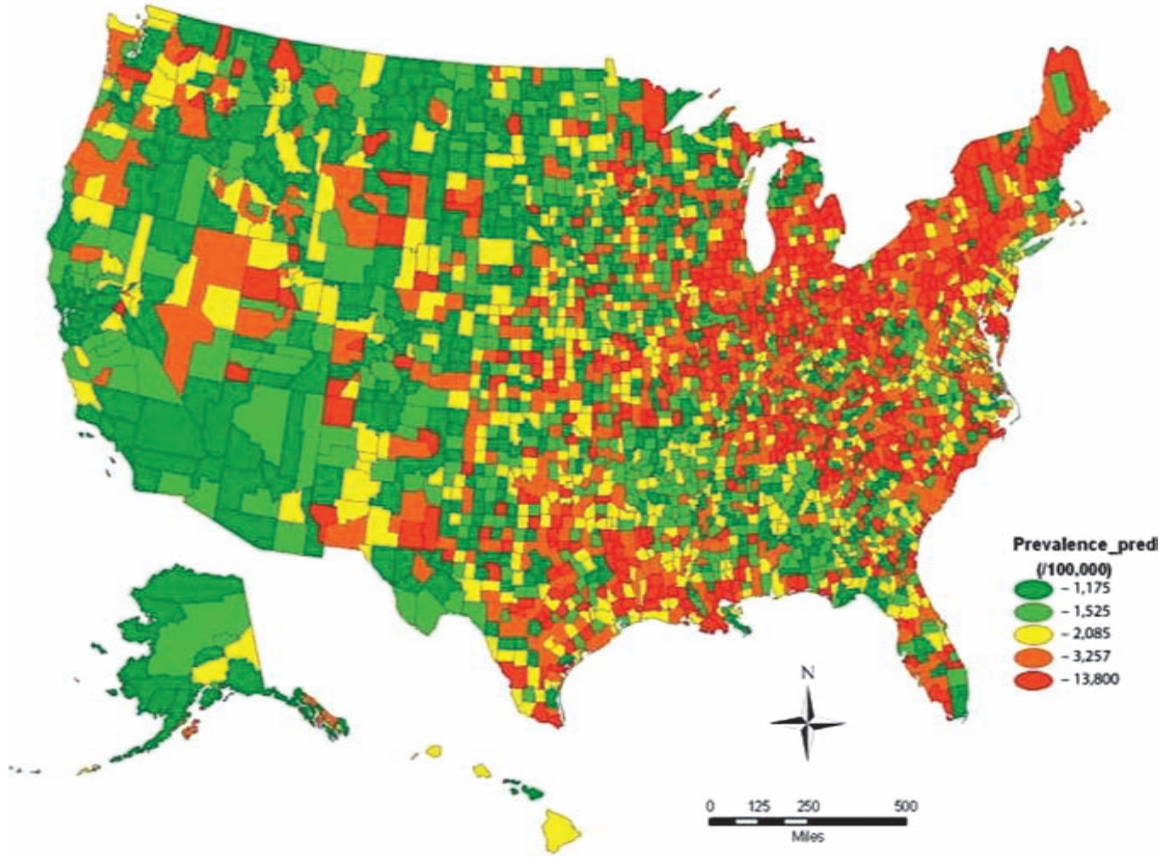 Prevalence_predi
(/100,000)
– 1,175
– 1,525
– 2,085
– 3,257
– 13,800
N
0 125 250 500
Miles